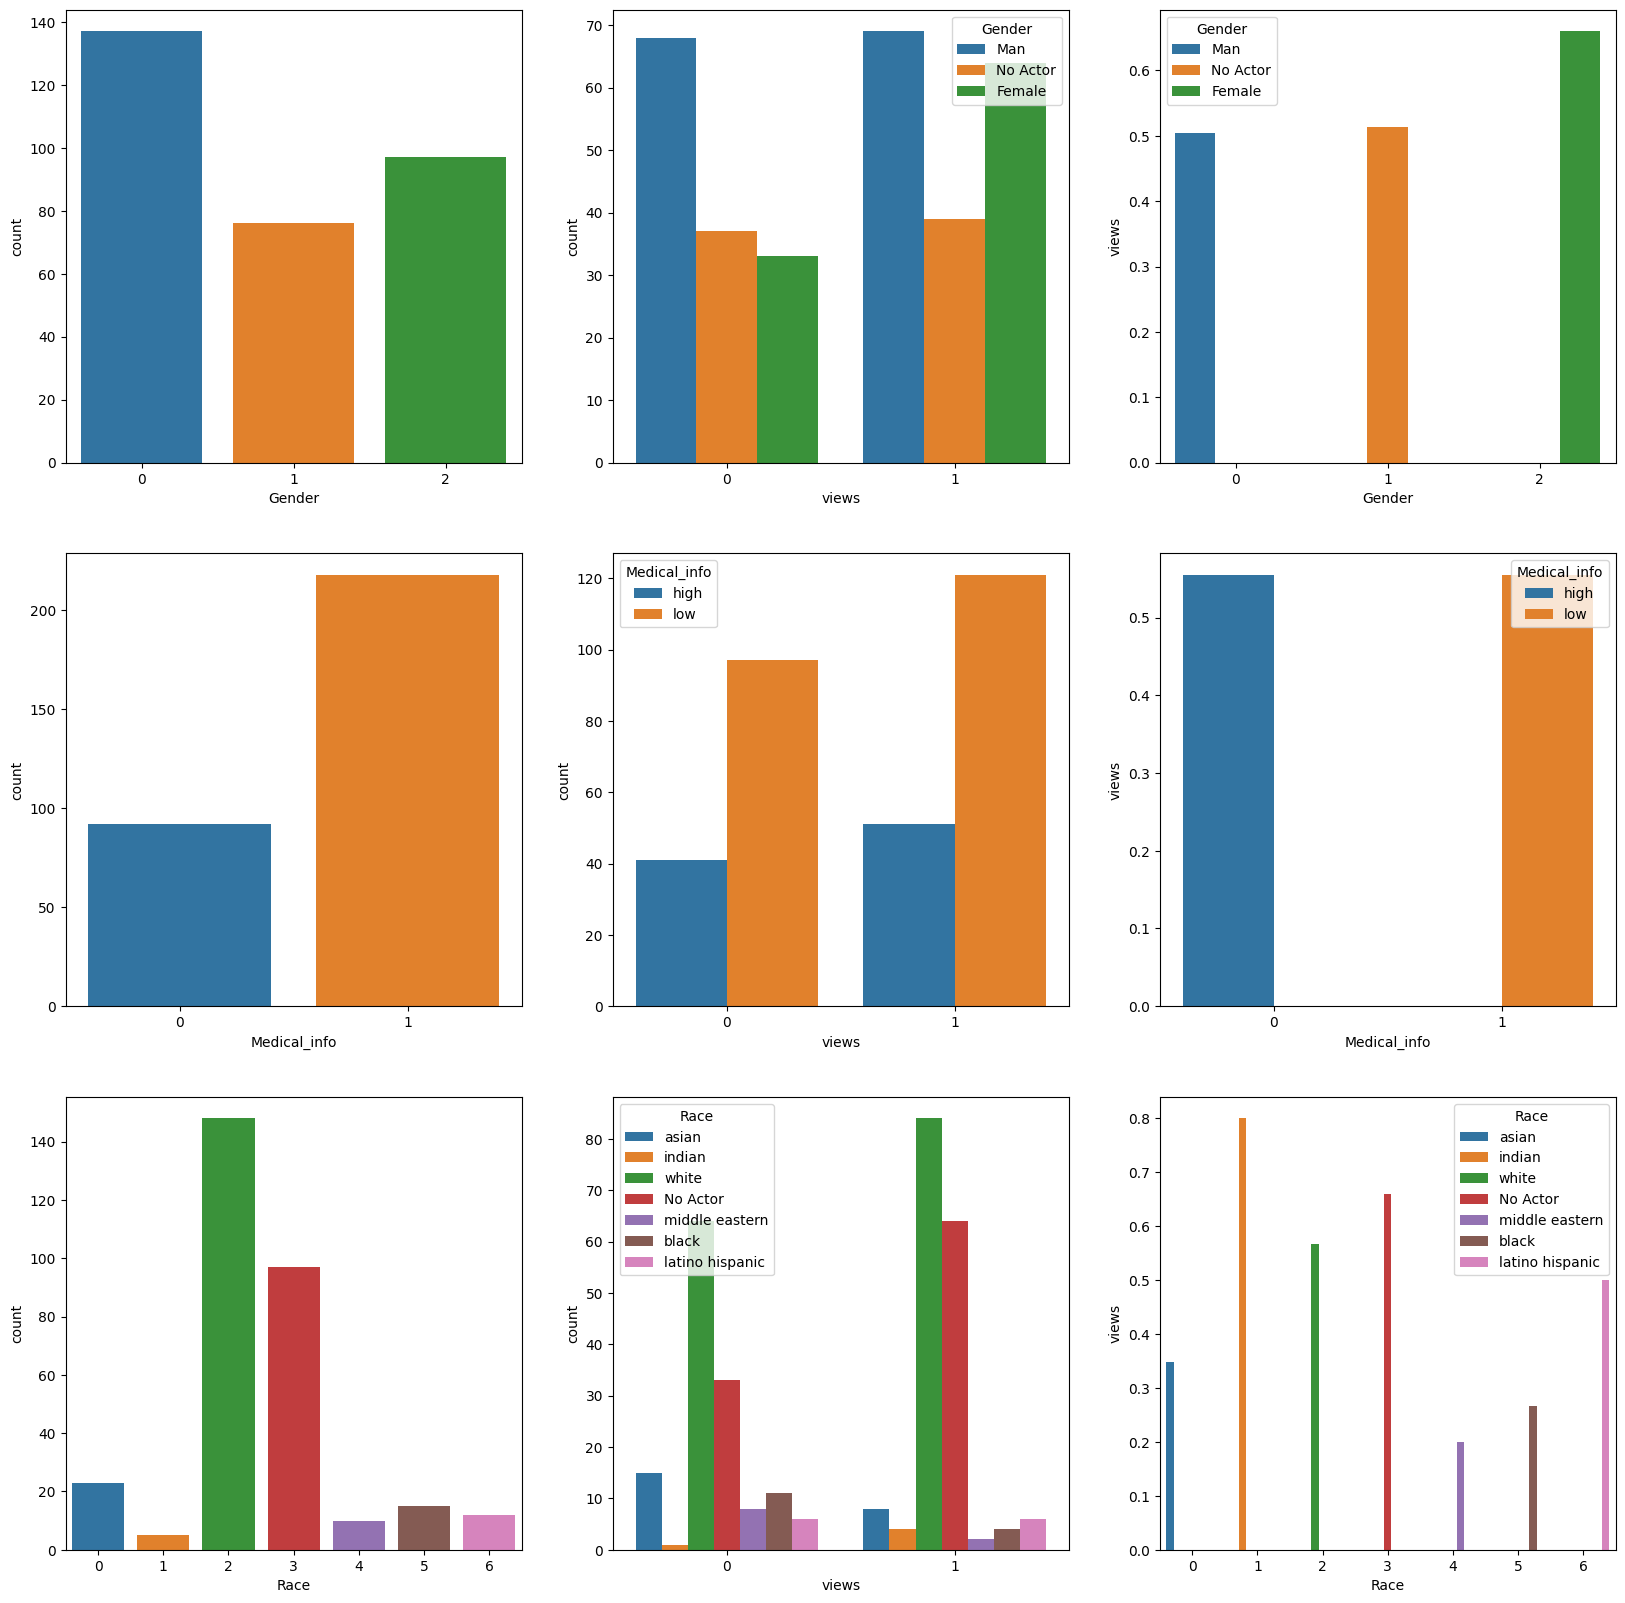 140
120
100
80
60
40
20
0
count
0 1 2
Gender
70
60
50
40
30
20
10
0
count
Gender
Man
No Actor
Female
0 1
views
0.6
0.5
0.4
0.3
0.2
0.1
0.0
views
Gender
Man
No Actor
Female
0 1 2
Gender
200
150
100
50
0
count
0 1
Medical_info
120
100
80
60
40
20
0
count
Medical_info
high
low
0 1
views
0.5
0.4
0.3
0.2
0.1
0.0
views
Medical_info
high
low
0 1
Medical_info
140
120
100
80
60
40
20
0
count
0 1 2 3 4 5 6
Race
80
70
60
50
40
30
20
10
0
count
Race
asian
indian
white
No Actor
middle eastern
black
latino hispanic
0 1
views
0.8
0.7
0.6
0.5
0.4
0.3
0.2
0.1
0.0
views
Race
asian
indian
white
No Actor
middle eastern
black
latino hispanic
0 1 2 3 4 5 6
Race